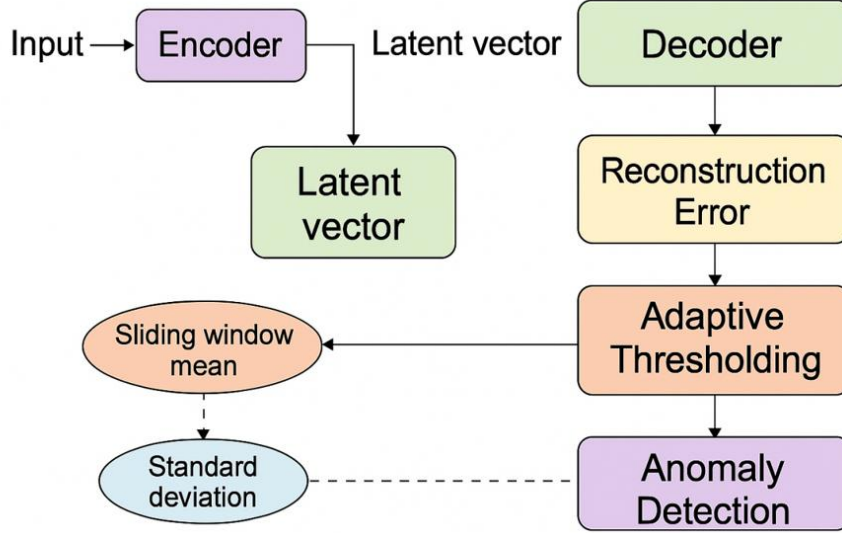 Input
Encoder
Latent vector
Decoder
Latent
vector
Reconstruction
Error
Sliding window
mean
Adaptive
Thresholding
Standard
deviation
Anomaly
Detection